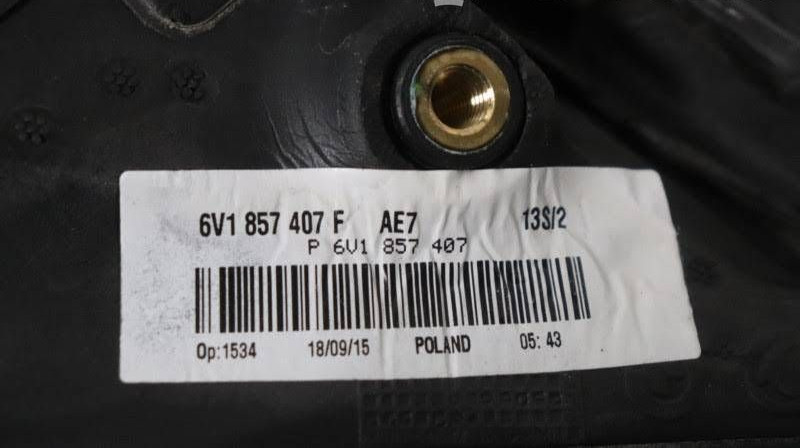 6V1 857 407 F AE7 13S/2
P 6V1 857 407
Op:1534 18/09/15 POLAND 05:43